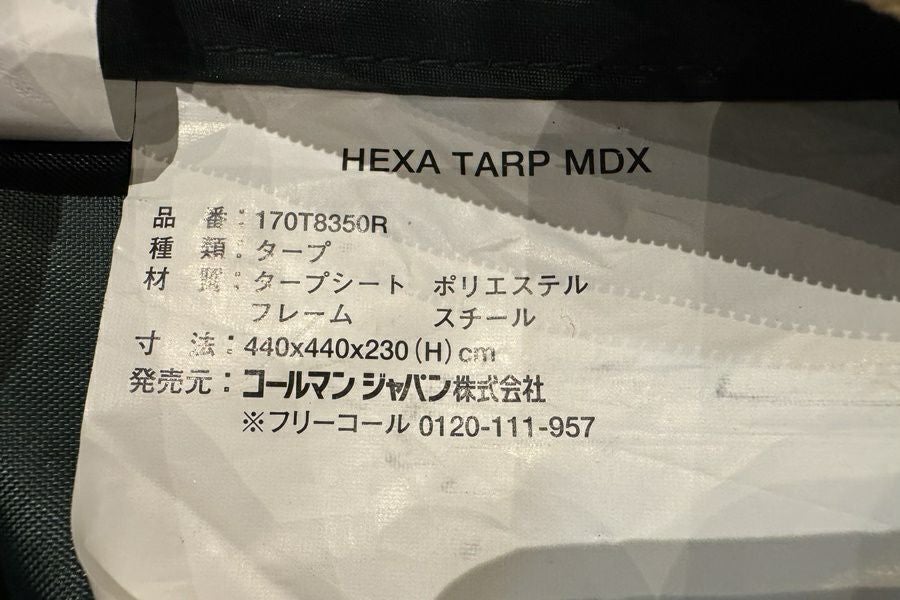 HEXA TARP MDX
品　番：170T8350R
種　類：タープ
材　質：タープシート　ポリエステル
フレーム　スチール
寸　法：440x440x230(H)cm
発売元：コールマン ジャパン株式会社
※フリーコール 0120-111-957